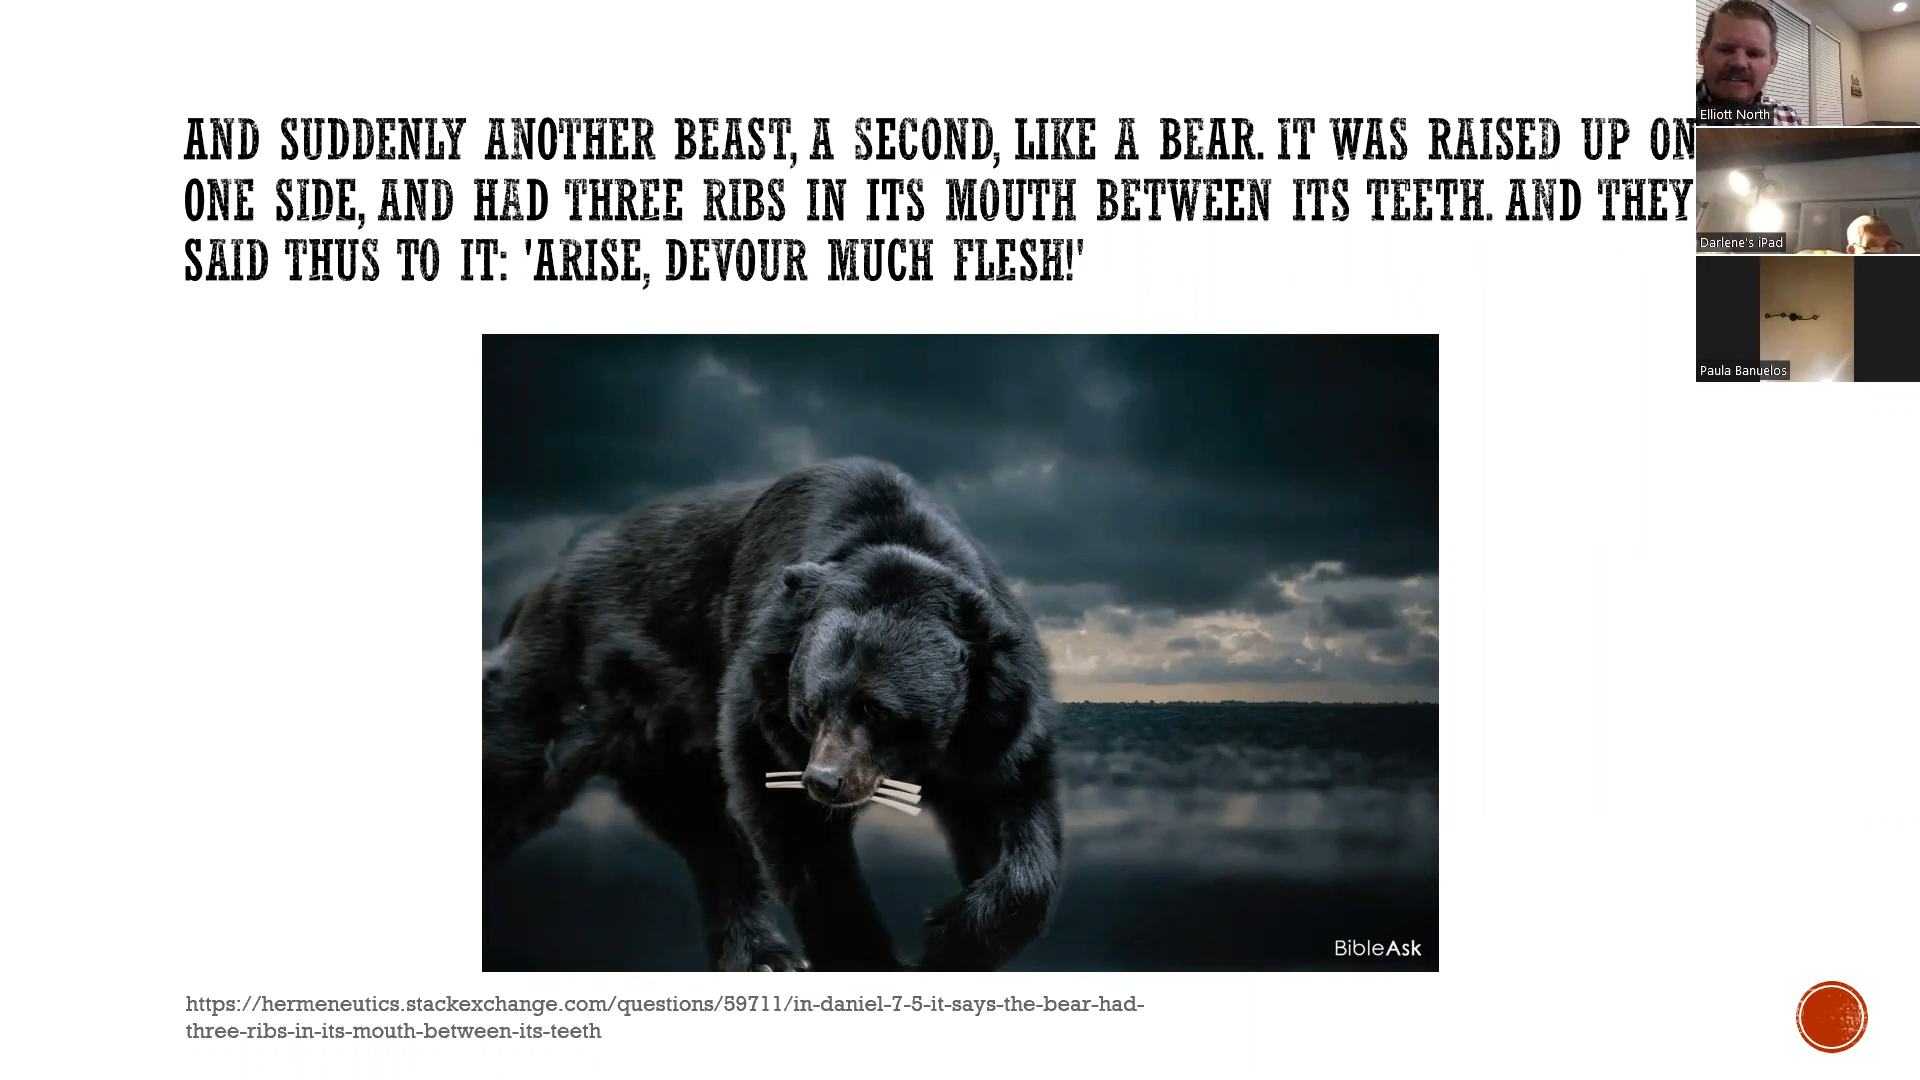 AND SUDDENLY ANOTHER BEAST, A SECOND, LIKE A BEAR. IT WAS RAISED UP ON
ONE SIDE, AND HAD THREE RIBS IN ITS MOUTH BETWEEN ITS TEETH. AND THEY
SAID THUS TO IT: 'ARISE, DEVOUR MUCH FLESH!'
Elliott North
Darlene's iPad
Paula Banuelos
BibleAsk
https://hermeneutics.stackexchange.com/questions/59711/in-daniel-7-5-it-says-the-bear-had-
three-ribs-in-its-mouth-between-its-teeth